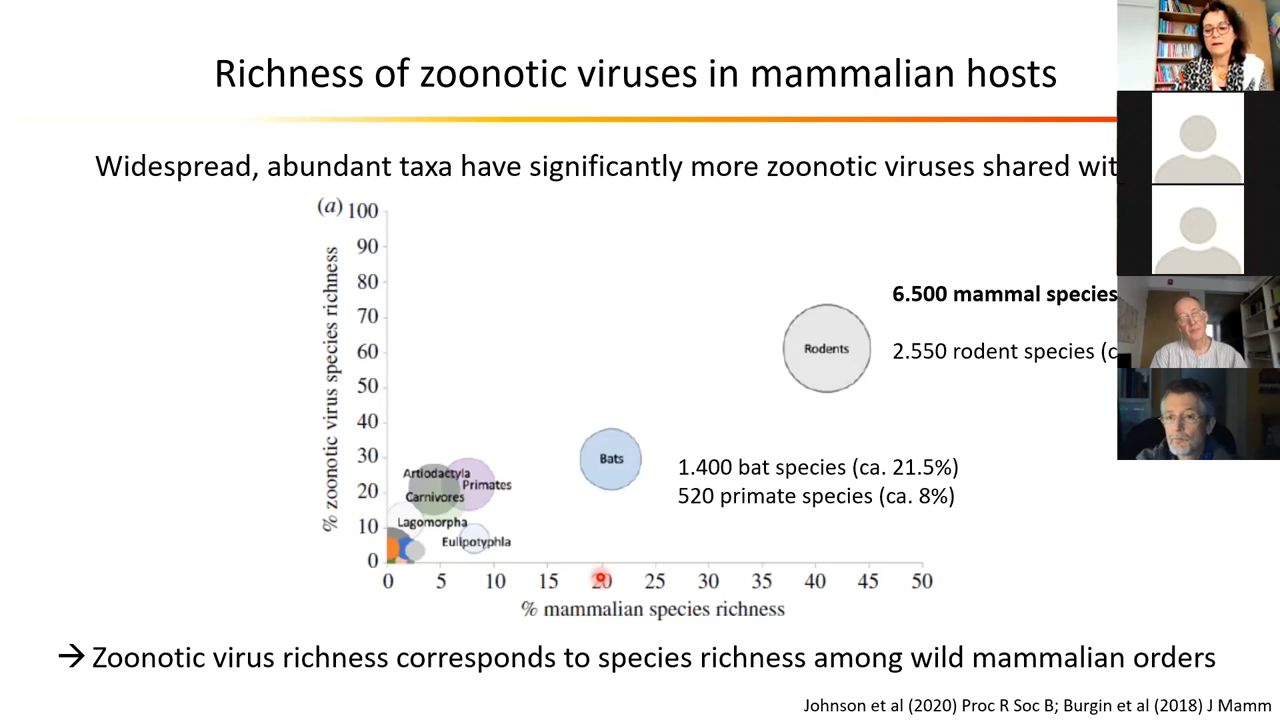 Richness of zoonotic viruses in mammalian hosts
Widespread, abundant taxa have significantly more zoonotic viruses shared wit
(a) 100
90
80
70
60
50
40
30
20
10
0
% zoonotic virus species richness
6.500 mammal species
Rodents
2.550 rodent species (c
Bats
1.400 bat species (ca. 21.5%)
520 primate species (ca. 8%)
Artiodactyla
Primates
Carnivores
Lagomorpha
Eulipotyphla
0 5 10 15 20 25 30 35 40 45 50
% mammalian species richness
→ Zoonotic virus richness corresponds to species richness among wild mammalian orders
Johnson et al (2020) Proc R Soc B; Burgin et al (2018) J Mamm